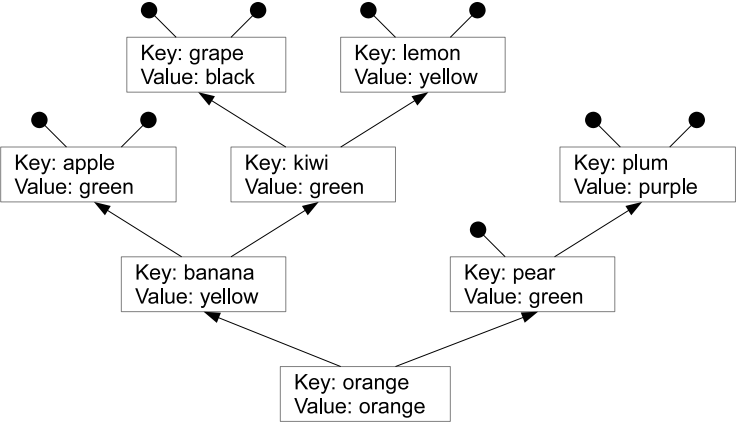 Key: grape
Value: black
Key: lemon
Value: yellow
Key: apple
Value: green
Key: kiwi
Value: green
Key: plum
Value: purple
Key: banana
Value: yellow
Key: pear
Value: green
Key: orange
Value: orange